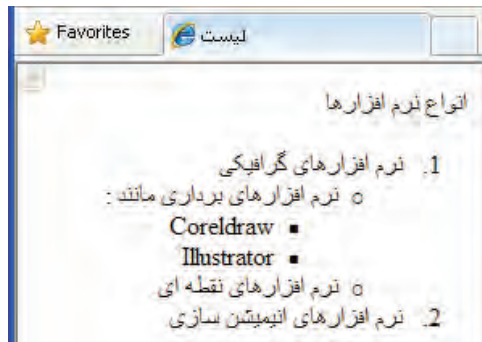 Favorites
لیست
انواع نرم افزارها
1. نرم افزارهای گرافیکی
o نرم افزارهای برداری مانند :
▪ Coreldraw
▪ Illustrator
o نرم افزارهای نقطه ای
2. نرم افزارهای انیمیشن سازی